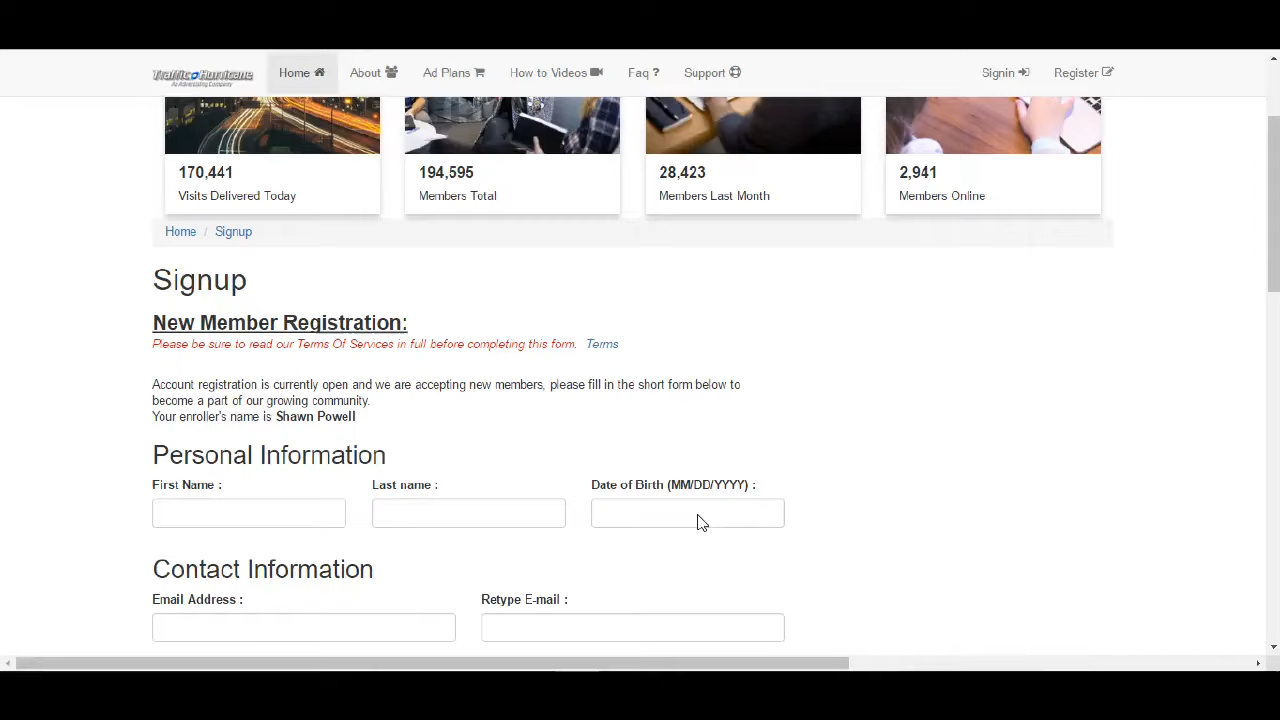 Traffic Hurricane
An Advertising Company
Home
About
Ad Plans
How to Videos
Faq ?
Support
Signin
Register
170,441
Visits Delivered Today
194,595
Members Total
28,423
Members Last Month
2,941
Members Online
Home / Signup
Signup
New Member Registration:
Please be sure to read our Terms Of Services in full before completing this form. Terms
Account registration is currently open and we are accepting new members, please fill in the short form below to
become a part of our growing community.
Your enroller's name is Shawn Powell
Personal Information
First Name :
Last name :
Date of Birth (MM/DD/YYYY) :
Contact Information
Email Address :
Retype E-mail :